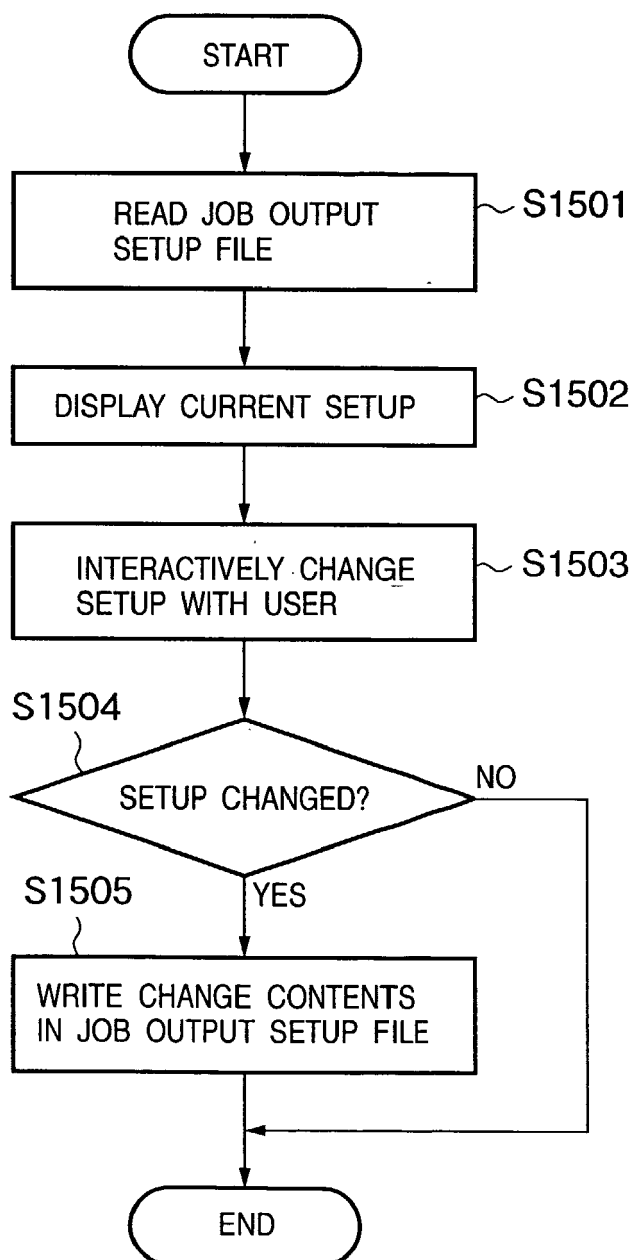 START
READ JOB OUTPUT
SETUP FILE
S1501
DISPLAY CURRENT SETUP
S1502
INTERACTIVELY CHANGE
SETUP WITH USER
S1503
S1504
SETUP CHANGED?
NO
YES
S1505
WRITE CHANGE CONTENTS
IN JOB OUTPUT SETUP FILE
END